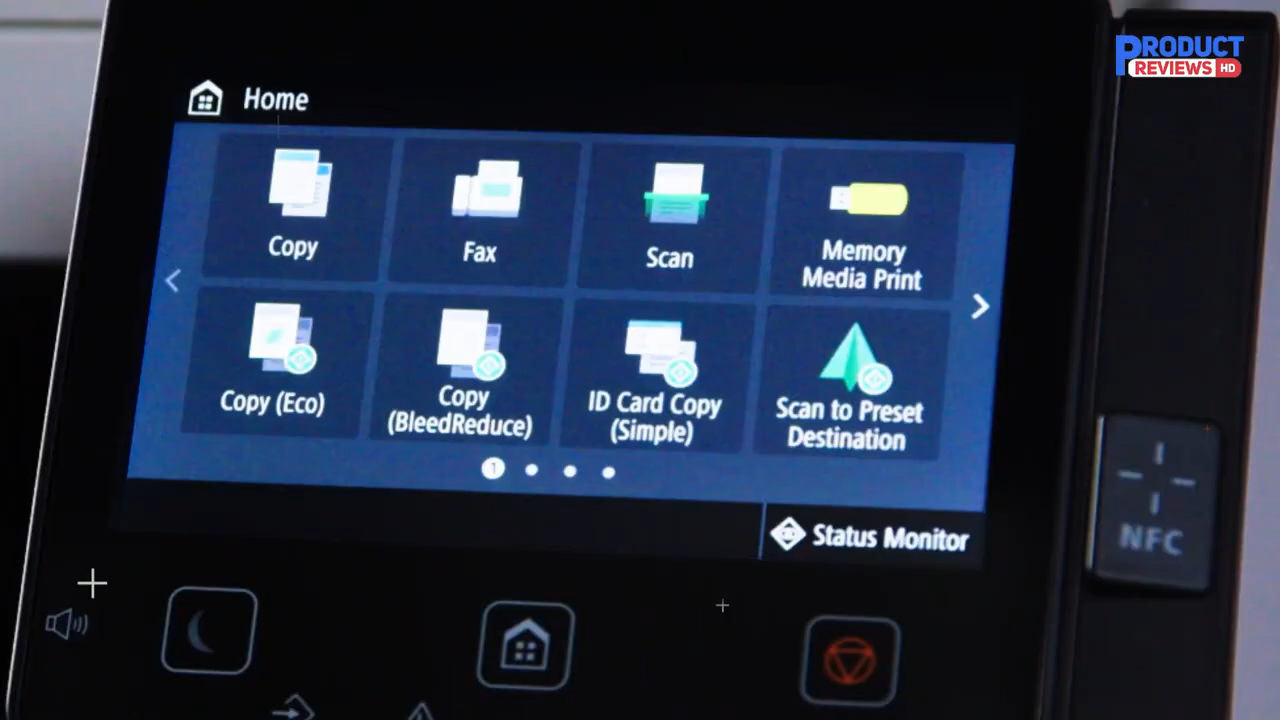 PRODUCT
REVIEWS HD
Home
Copy
Fax
Scan
Memory
Media Print
Copy (Eco)
Copy
(BleedReduce)
ID Card Copy
(Simple)
Scan to Preset
Destination
1
Status Monitor
NFC